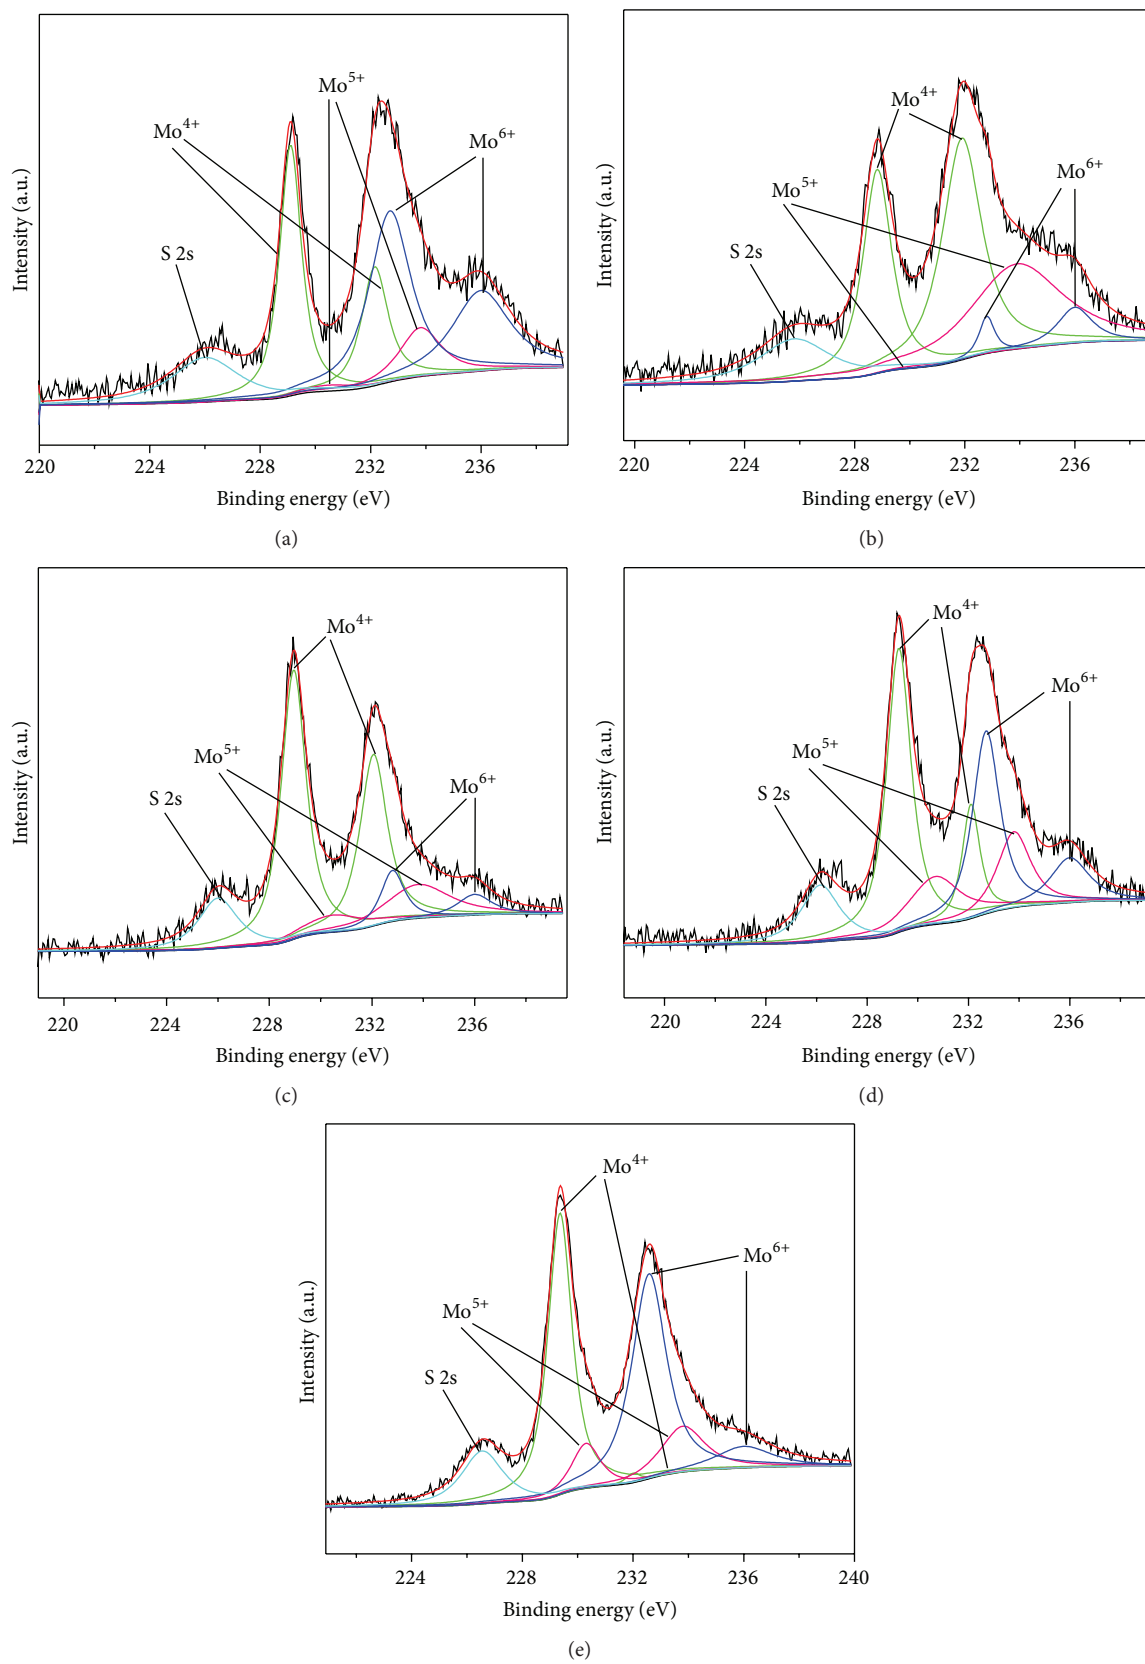 Mo⁵⁺
Mo⁴⁺
Mo⁶⁺
S 2s
Intensity (a.u.)
220 224 228 232 236
Binding energy (eV)
(a)
Mo⁴⁺
Mo⁶⁺
Mo⁵⁺
S 2s
Intensity (a.u.)
220 224 228 232 236
Binding energy (eV)
(b)
Mo⁴⁺
Mo⁵⁺
Mo⁶⁺
S 2s
Intensity (a.u.)
220 224 228 232 236
Binding energy (eV)
(c)
Mo⁴⁺
Mo⁶⁺
Mo⁵⁺
S 2s
Intensity (a.u.)
220 224 228 232 236
Binding energy (eV)
(d)
Mo⁴⁺
Mo⁶⁺
Mo⁵⁺
S 2s
Intensity (a.u.)
224 228 232 236 240
Binding energy (eV)
(e)